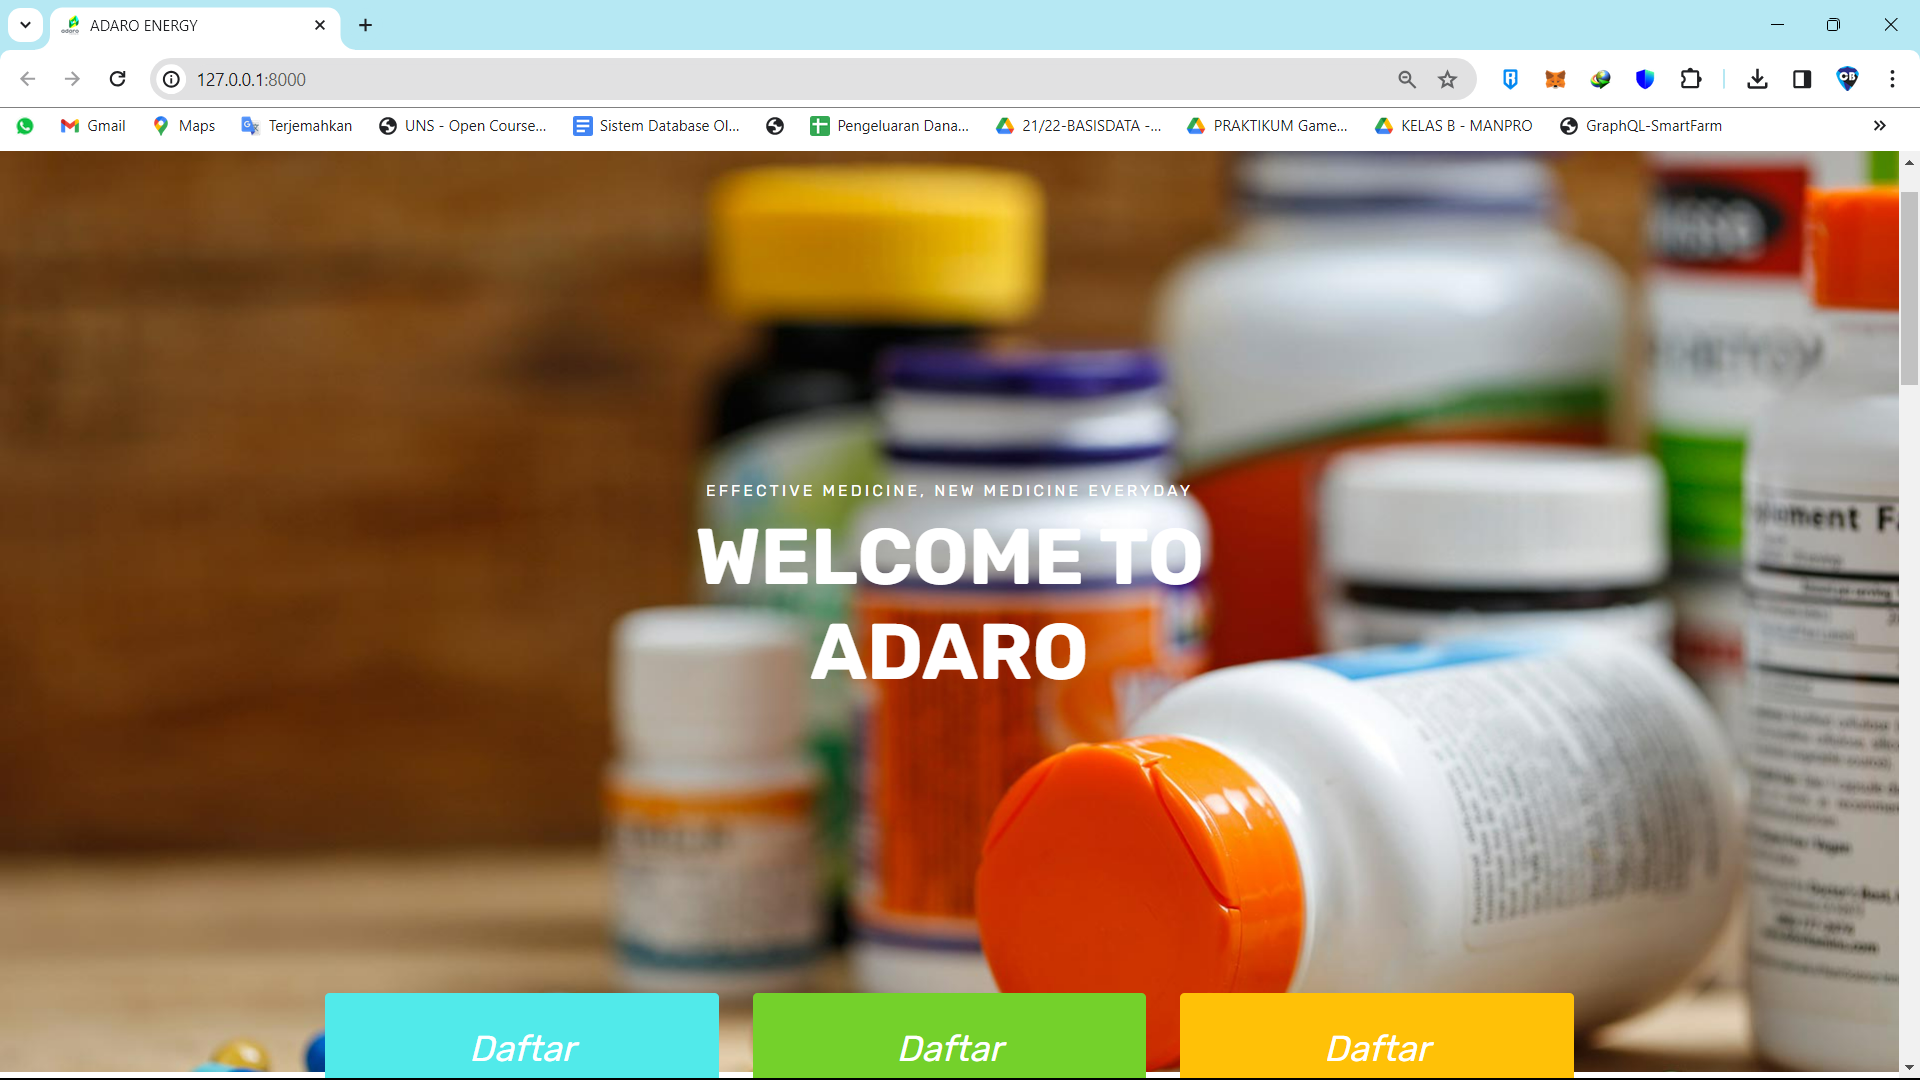 ADARO ENERGY
127.0.0.1:8000
Gmail
Maps
Terjemahkan
UNS - Open Course...
Sistem Database Ol...
Pengeluaran Dana...
21/22-BASISDATA -...
PRAKTIKUM Game...
KELAS B - MANPRO
GraphQL-SmartFarm
EFFECTIVE MEDICINE, NEW MEDICINE EVERYDAY
WELCOME TO
ADARO
Daftar
Daftar
Daftar